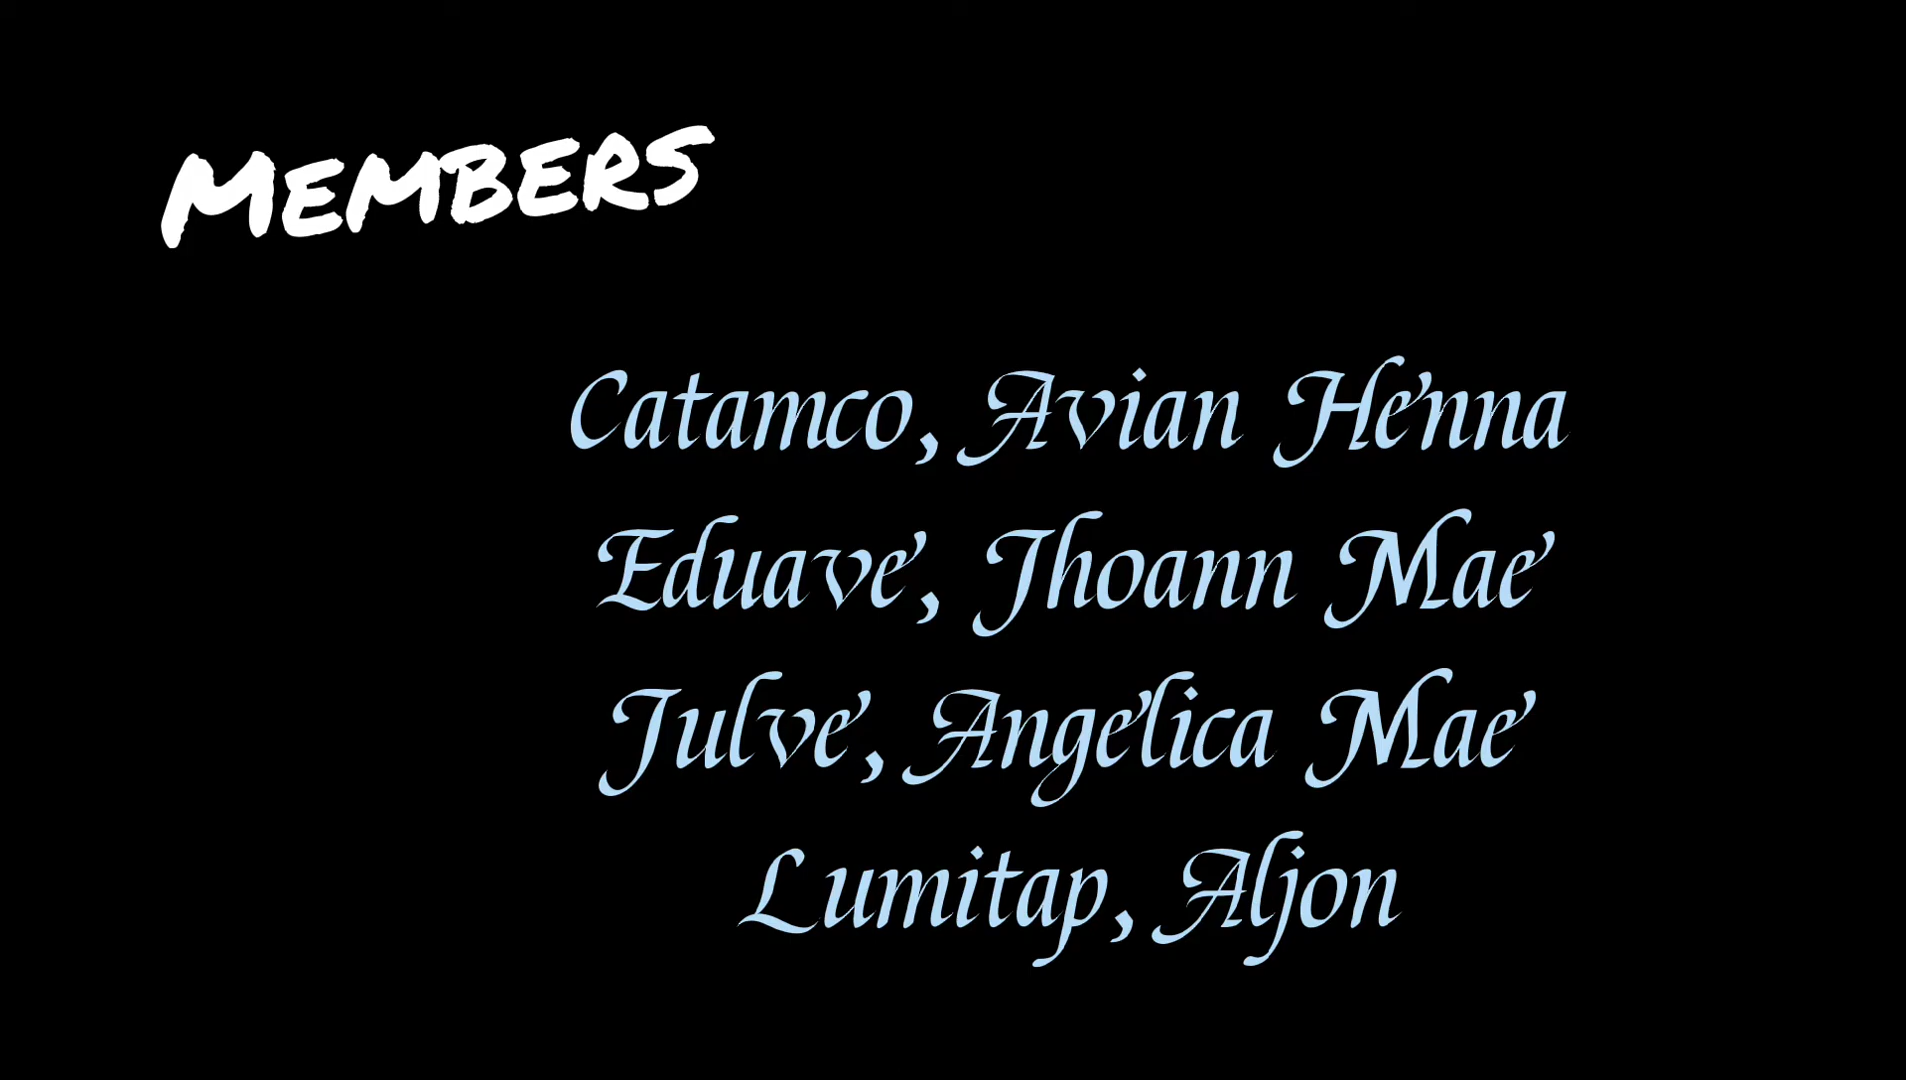 MEMBERS
Catamco, Avian Henna
Eduave, Jhoann Mae
Julve, Angelica Mae
Lumitap, Aljon